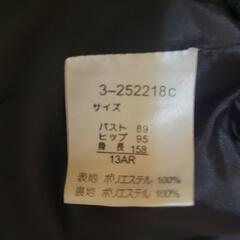 3-252218c
サイズ
バスト 89
ヒップ 95
身長 158
13AR
表地 ポリエステル 100%
裏地 ポリエステル 100%